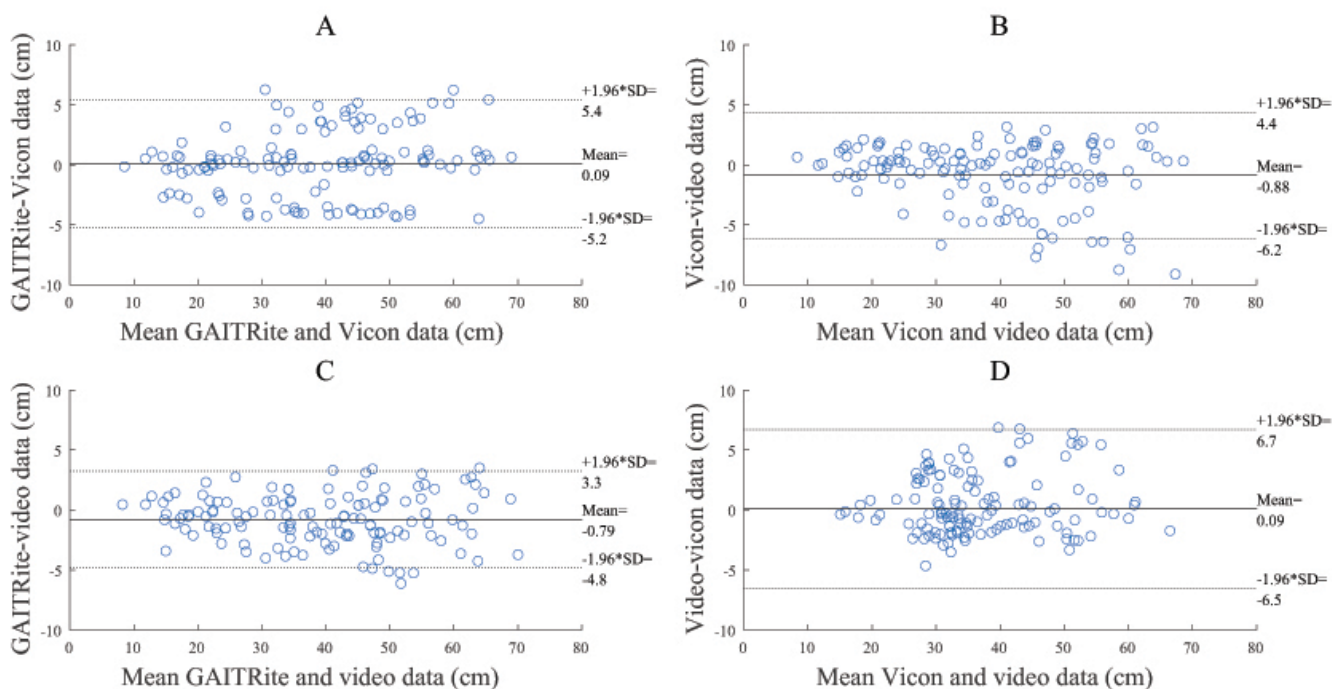 A
10
5
0
-5
-10
GAITRite-Vicon data (cm)
+1.96*SD=
5.4
Mean=
0.09
-1.96*SD=
-5.2
0 10 20 30 40 50 60 70 80
Mean GAITRite and Vicon data (cm)
B
10
5
0
-5
-10
Vicon-video data (cm)
+1.96*SD=
4.4
Mean=
-0.88
-1.96*SD=
-6.2
0 10 20 30 40 50 60 70 80
Mean Vicon and video data (cm)
C
10
5
0
-5
-10
GAITRite-video data (cm)
+1.96*SD=
3.3
Mean=
-0.79
-1.96*SD=
-4.8
0 10 20 30 40 50 60 70 80
Mean GAITRite and video data (cm)
D
10
5
0
-5
-10
Video-vicon data (cm)
+1.96*SD=
6.7
Mean=
0.09
-1.96*SD=
-6.5
0 10 20 30 40 50 60 70 80
Mean Vicon and video data (cm)